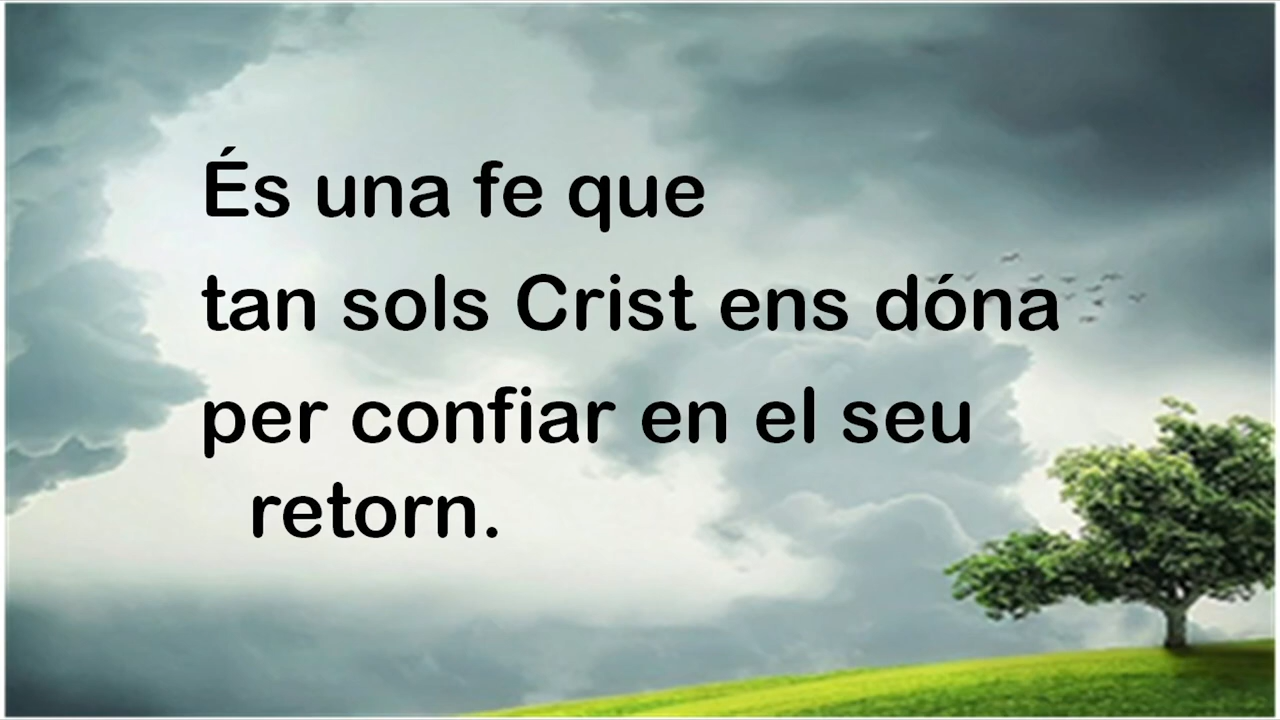 És una fe que
tan sols Crist ens dóna
per confiar en el seu
retorn.